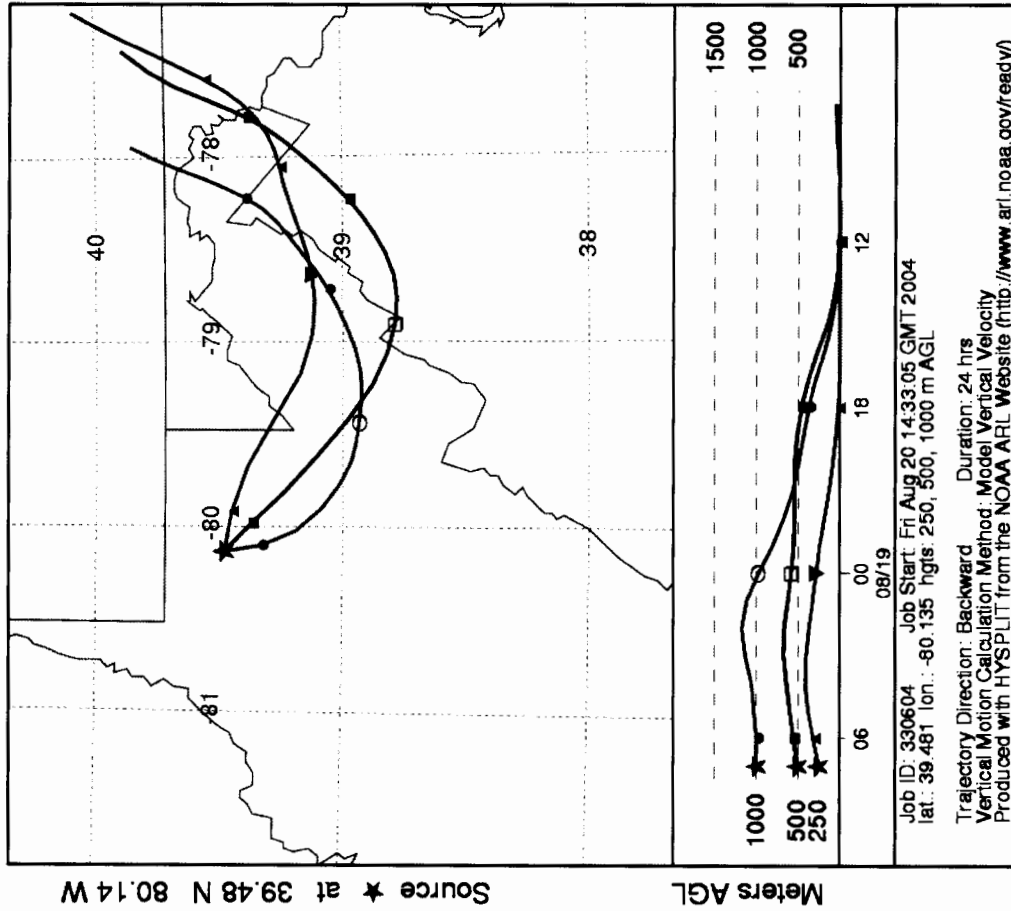 Source ★ at 39.48 N 80.14 W
40
-81
-80
-79
-78
39
38
Meters AGL
1500
1000
1000
500
500
250
06
00
18
12
08/19
Job ID: 330604 Job Start: Fri Aug 20 14:33:05 GMT 2004
lat.: 39.481 lon.: -80.135 hgts: 250, 500, 1000 m AGL
Trajectory Direction: Backward Duration: 24 hrs
Vertical Motion Calculation Method: Model Vertical Velocity
Produced with HYSPLIT from the NOAA ARL Website (http://www.arl.noaa.gov/ready/)